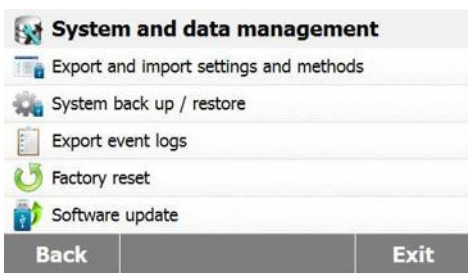 System and data management
Export and import settings and methods
System back up / restore
Export event logs
Factory reset
Software update
Back
Exit